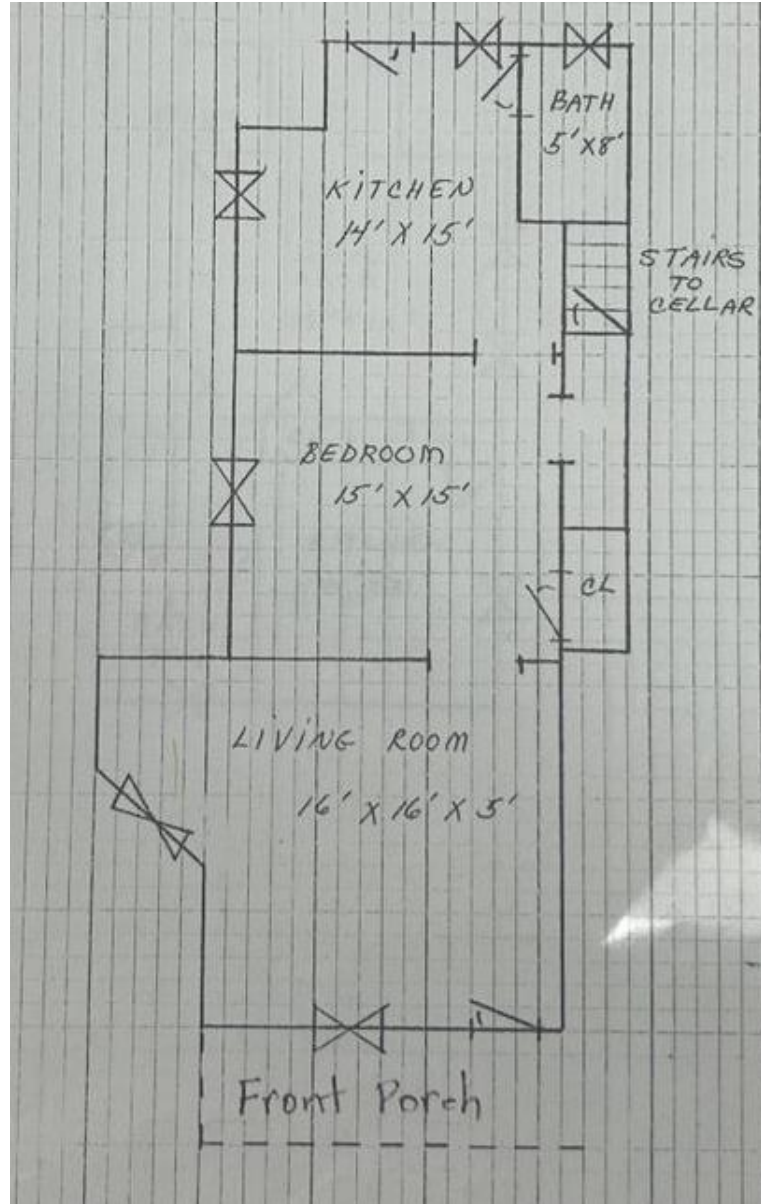 BATH
5' X 8'
KiTCHEN
14' X 15'
STAiRS
TO
CELLAR
BEDROOM
15' X 15'
CL
LiViNG ROOM
16' X 16' X 5'
Front Porch